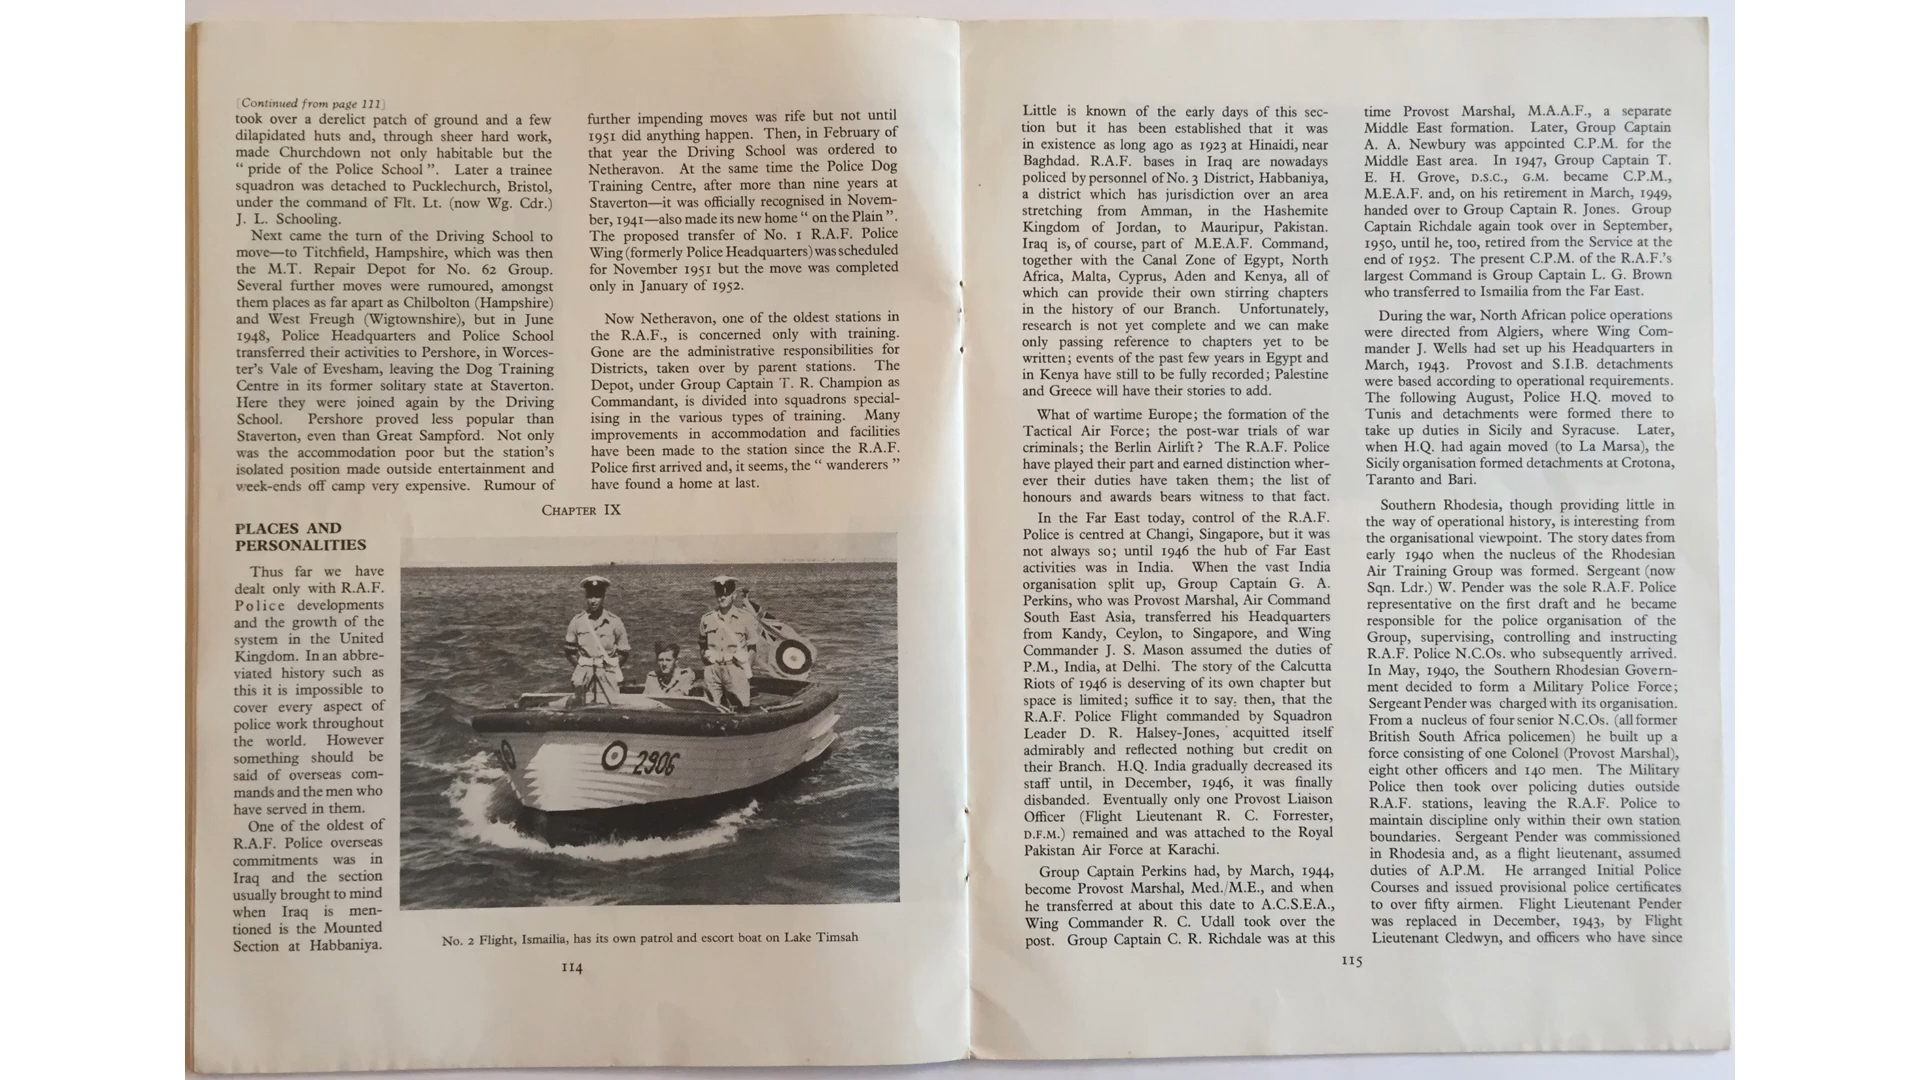 [Continued from page 111]
took over a derelict patch of ground and a few
dilapidated huts and, through sheer hard work,
made Churchdown not only habitable but the
“ pride of the Police School ”. Later a trainee
squadron was detached to Pucklechurch, Bristol,
under the command of Flt. Lt. (now Wg. Cdr.)
J. L. Schooling.
Next came the turn of the Driving School to
move—to Titchfield, Hampshire, which was then
the M.T. Repair Depot for No. 62 Group.
Several further moves were rumoured, amongst
them places as far apart as Chilbolton (Hampshire)
and West Freugh (Wigtownshire), but in June
1948, Police Headquarters and Police School
transferred their activities to Pershore, in Worces-
ter’s Vale of Evesham, leaving the Dog Training
Centre in its former solitary state at Staverton.
Here they were joined again by the Driving
School. Pershore proved less popular than
Staverton, even than Great Sampford. Not only
was the accommodation poor but the station’s
isolated position made outside entertainment and
week-ends off camp very expensive. Rumour of
further impending moves was rife but not until
1951 did anything happen. Then, in February of
that year the Driving School was ordered to
Netheravon. At the same time the Police Dog
Training Centre, after more than nine years at
Staverton—it was officially recognised in Novem-
ber, 1941—also made its new home “ on the Plain ”.
The proposed transfer of No. 1 R.A.F. Police
Wing (formerly Police Headquarters) was scheduled
for November 1951 but the move was completed
only in January of 1952.
Now Netheravon, one of the oldest stations in
the R.A.F., is concerned only with training.
Gone are the administrative responsibilities for
Districts, taken over by parent stations. The
Depot, under Group Captain T. R. Champion as
Commandant, is divided into squadrons special-
ising in the various types of training. Many
improvements in accommodation and facilities
have been made to the station since the R.A.F.
Police first arrived and, it seems, the “ wanderers ”
have found a home at last.
CHAPTER IX
PLACES AND
PERSONALITIES
Thus far we have
dealt only with R.A.F.
Police developments
and the growth of the
system in the United
Kingdom. In an abbre-
viated history such as
this it is impossible to
cover every aspect of
police work throughout
the world. However
something should be
said of overseas com-
mands and the men who
have served in them.
One of the oldest of
R.A.F. Police overseas
commitments was in
Iraq and the section
usually brought to mind
when Iraq is men-
tioned is the Mounted
Section at Habbaniya.
2906
No. 2 Flight, Ismailia, has its own patrol and escort boat on Lake Timsah
114
Little is known of the early days of this sec-
tion but it has been established that it was
in existence as long ago as 1923 at Hinaidi, near
Baghdad. R.A.F. bases in Iraq are nowadays
policed by personnel of No. 3 District, Habbaniya,
a district which has jurisdiction over an area
stretching from Amman, in the Hashemite
Kingdom of Jordan, to Mauripur, Pakistan.
Iraq is, of course, part of M.E.A.F. Command,
together with the Canal Zone of Egypt, North
Africa, Malta, Cyprus, Aden and Kenya, all of
which can provide their own stirring chapters
in the history of our Branch. Unfortunately,
research is not yet complete and we can make
only passing reference to chapters yet to be
written; events of the past few years in Egypt and
in Kenya have still to be fully recorded; Palestine
and Greece will have their stories to add.
What of wartime Europe; the formation of the
Tactical Air Force; the post-war trials of war
criminals; the Berlin Airlift? The R.A.F. Police
have played their part and earned distinction wher-
ever their duties have taken them; the list of
honours and awards bears witness to that fact.
In the Far East today, control of the R.A.F.
Police is centred at Changi, Singapore, but it was
not always so; until 1946 the hub of Far East
activities was in India. When the vast India
organisation split up, Group Captain G. A.
Perkins, who was Provost Marshal, Air Command
South East Asia, transferred his Headquarters
from Kandy, Ceylon, to Singapore, and Wing
Commander J. S. Mason assumed the duties of
P.M., India, at Delhi. The story of the Calcutta
Riots of 1946 is deserving of its own chapter but
space is limited; suffice it to say, then, that the
R.A.F. Police Flight commanded by Squadron
Leader D. R. Halsey-Jones, acquitted itself
admirably and reflected nothing but credit on
their Branch. H.Q. India gradually decreased its
staff until, in December, 1946, it was finally
disbanded. Eventually only one Provost Liaison
Officer (Flight Lieutenant R. C. Forrester,
D.F.M.) remained and was attached to the Royal
Pakistan Air Force at Karachi.
Group Captain Perkins had, by March, 1944,
become Provost Marshal, Med./M.E., and when
he transferred at about this date to A.C.S.E.A.,
Wing Commander R. C. Udall took over the
post. Group Captain C. R. Richdale was at this
time Provost Marshal, M.A.A.F., a separate
Middle East formation. Later, Group Captain
A. A. Newbury was appointed C.P.M. for the
Middle East area. In 1947, Group Captain T.
E. H. Grove, D.S.C., G.M. became C.P.M.,
M.E.A.F. and, on his retirement in March, 1949,
handed over to Group Captain R. Jones. Group
Captain Richdale again took over in September,
1950, until he, too, retired from the Service at the
end of 1952. The present C.P.M. of the R.A.F.’s
largest Command is Group Captain L. G. Brown
who transferred to Ismailia from the Far East.
During the war, North African police operations
were directed from Algiers, where Wing Com-
mander J. Wells had set up his Headquarters in
March, 1943. Provost and S.I.B. detachments
were based according to operational requirements.
The following August, Police H.Q. moved to
Tunis and detachments were formed there to
take up duties in Sicily and Syracuse. Later,
when H.Q. had again moved (to La Marsa), the
Sicily organisation formed detachments at Crotona,
Taranto and Bari.
Southern Rhodesia, though providing little in
the way of operational history, is interesting from
the organisational viewpoint. The story dates from
early 1940 when the nucleus of the Rhodesian
Air Training Group was formed. Sergeant (now
Sqn. Ldr.) W. Pender was the sole R.A.F. Police
representative on the first draft and he became
responsible for the police organisation of the
Group, supervising, controlling and instructing
R.A.F. Police N.C.Os. who subsequently arrived.
In May, 1940, the Southern Rhodesian Govern-
ment decided to form a Military Police Force;
Sergeant Pender was charged with its organisation.
From a nucleus of four senior N.C.Os. (all former
British South Africa policemen) he built up a
force consisting of one Colonel (Provost Marshal),
eight other officers and 140 men. The Military
Police then took over policing duties outside
R.A.F. stations, leaving the R.A.F. Police to
maintain discipline only within their own station
boundaries. Sergeant Pender was commissioned
in Rhodesia and, as a flight lieutenant, assumed
duties of A.P.M. He arranged Initial Police
Courses and issued provisional police certificates
to over fifty airmen. Flight Lieutenant Pender
was replaced in December, 1943, by Flight
Lieutenant Cledwyn, and officers who have since
115